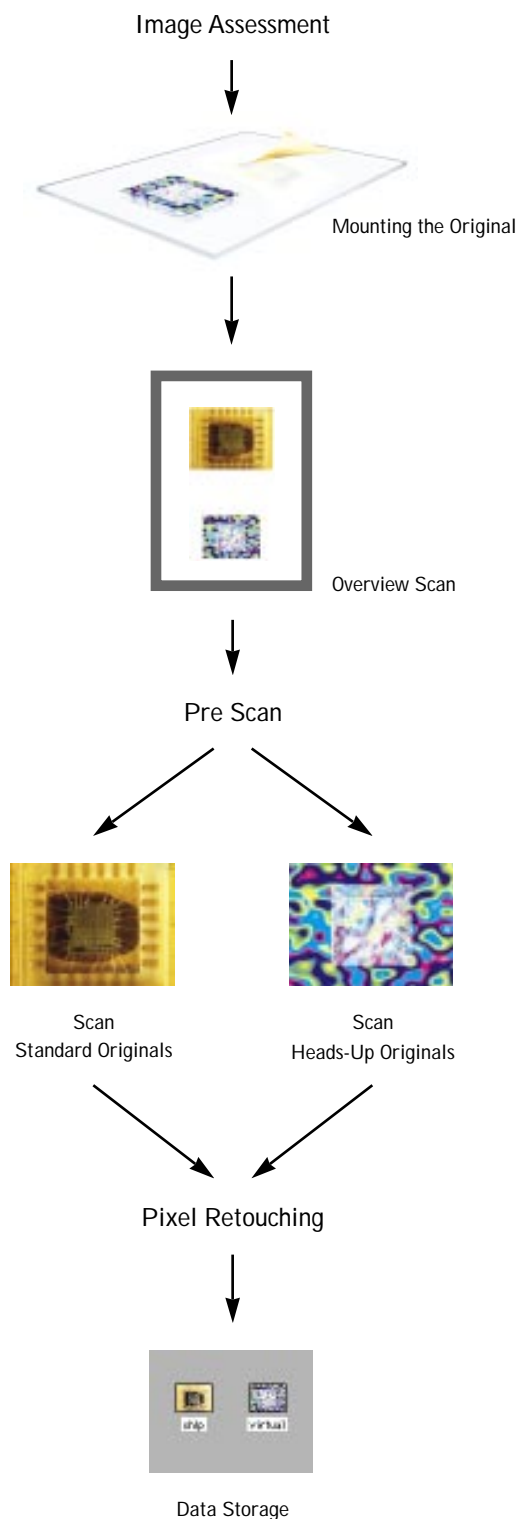 Image Assessment
Mounting the Original
Overview Scan
Pre Scan
Scan
Standard Originals
Scan
Heads-Up Originals
Pixel Retouching
chip
virtual
Data Storage